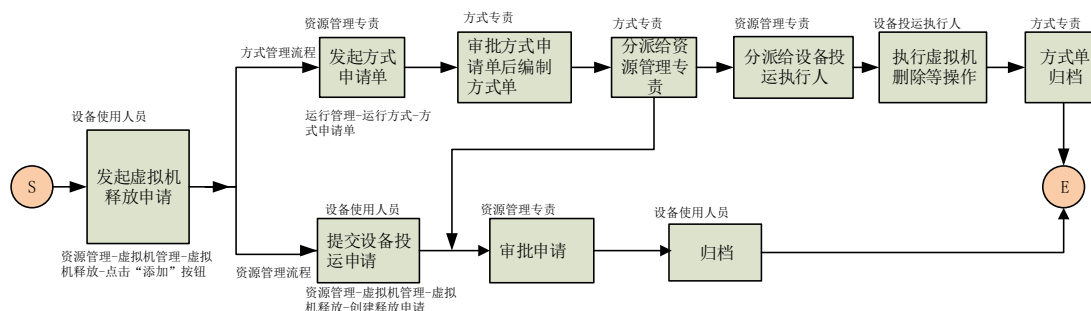 资源管理专责
方式专责
方式专责
资源管理专责
设备投运执行人
方式专责
方式管理流程
发起方式
申请单
审批方式申
请单后编制
方式单
分派给资
源管理专
责
分派给设备投
运执行人
执行虚拟机
删除等操作
方式单
归档
运行管理-运行方式-方
式申请单
设备使用人员
S
发起虚拟机
释放申请
E
资源管理-虚拟机管理-虚拟
机释放-点击“添加”按钮
资源管理流程
设备使用人员
提交设备投
运申请
资源管理专责
审批申请
设备使用人员
归档
资源管理-虚拟机管理-虚拟
机释放-创建释放申请